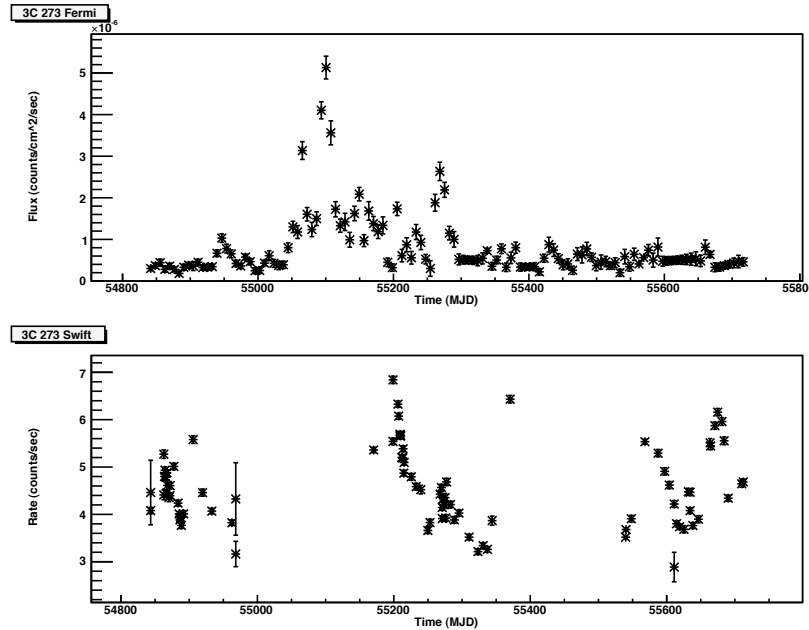 3C 273 Fermi
×10^-6
5
4
3
2
1
0
Flux (counts/cm^2/sec)
54800 55000 55200 55400 55600 5580
Time (MJD)
3C 273 Swift
7
6
5
4
3
Rate (counts/sec)
54800 55000 55200 55400 55600
Time (MJD)